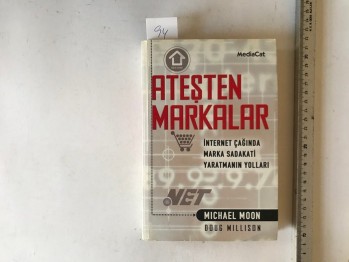 94
MediaCat
ATEŞTEN
MARKALAR
İNTERNET ÇAĞINDA
MARKA SADAKATİ
YARATMANIN YOLLARI
.NET
MICHAEL MOON
DOUG MILLISON